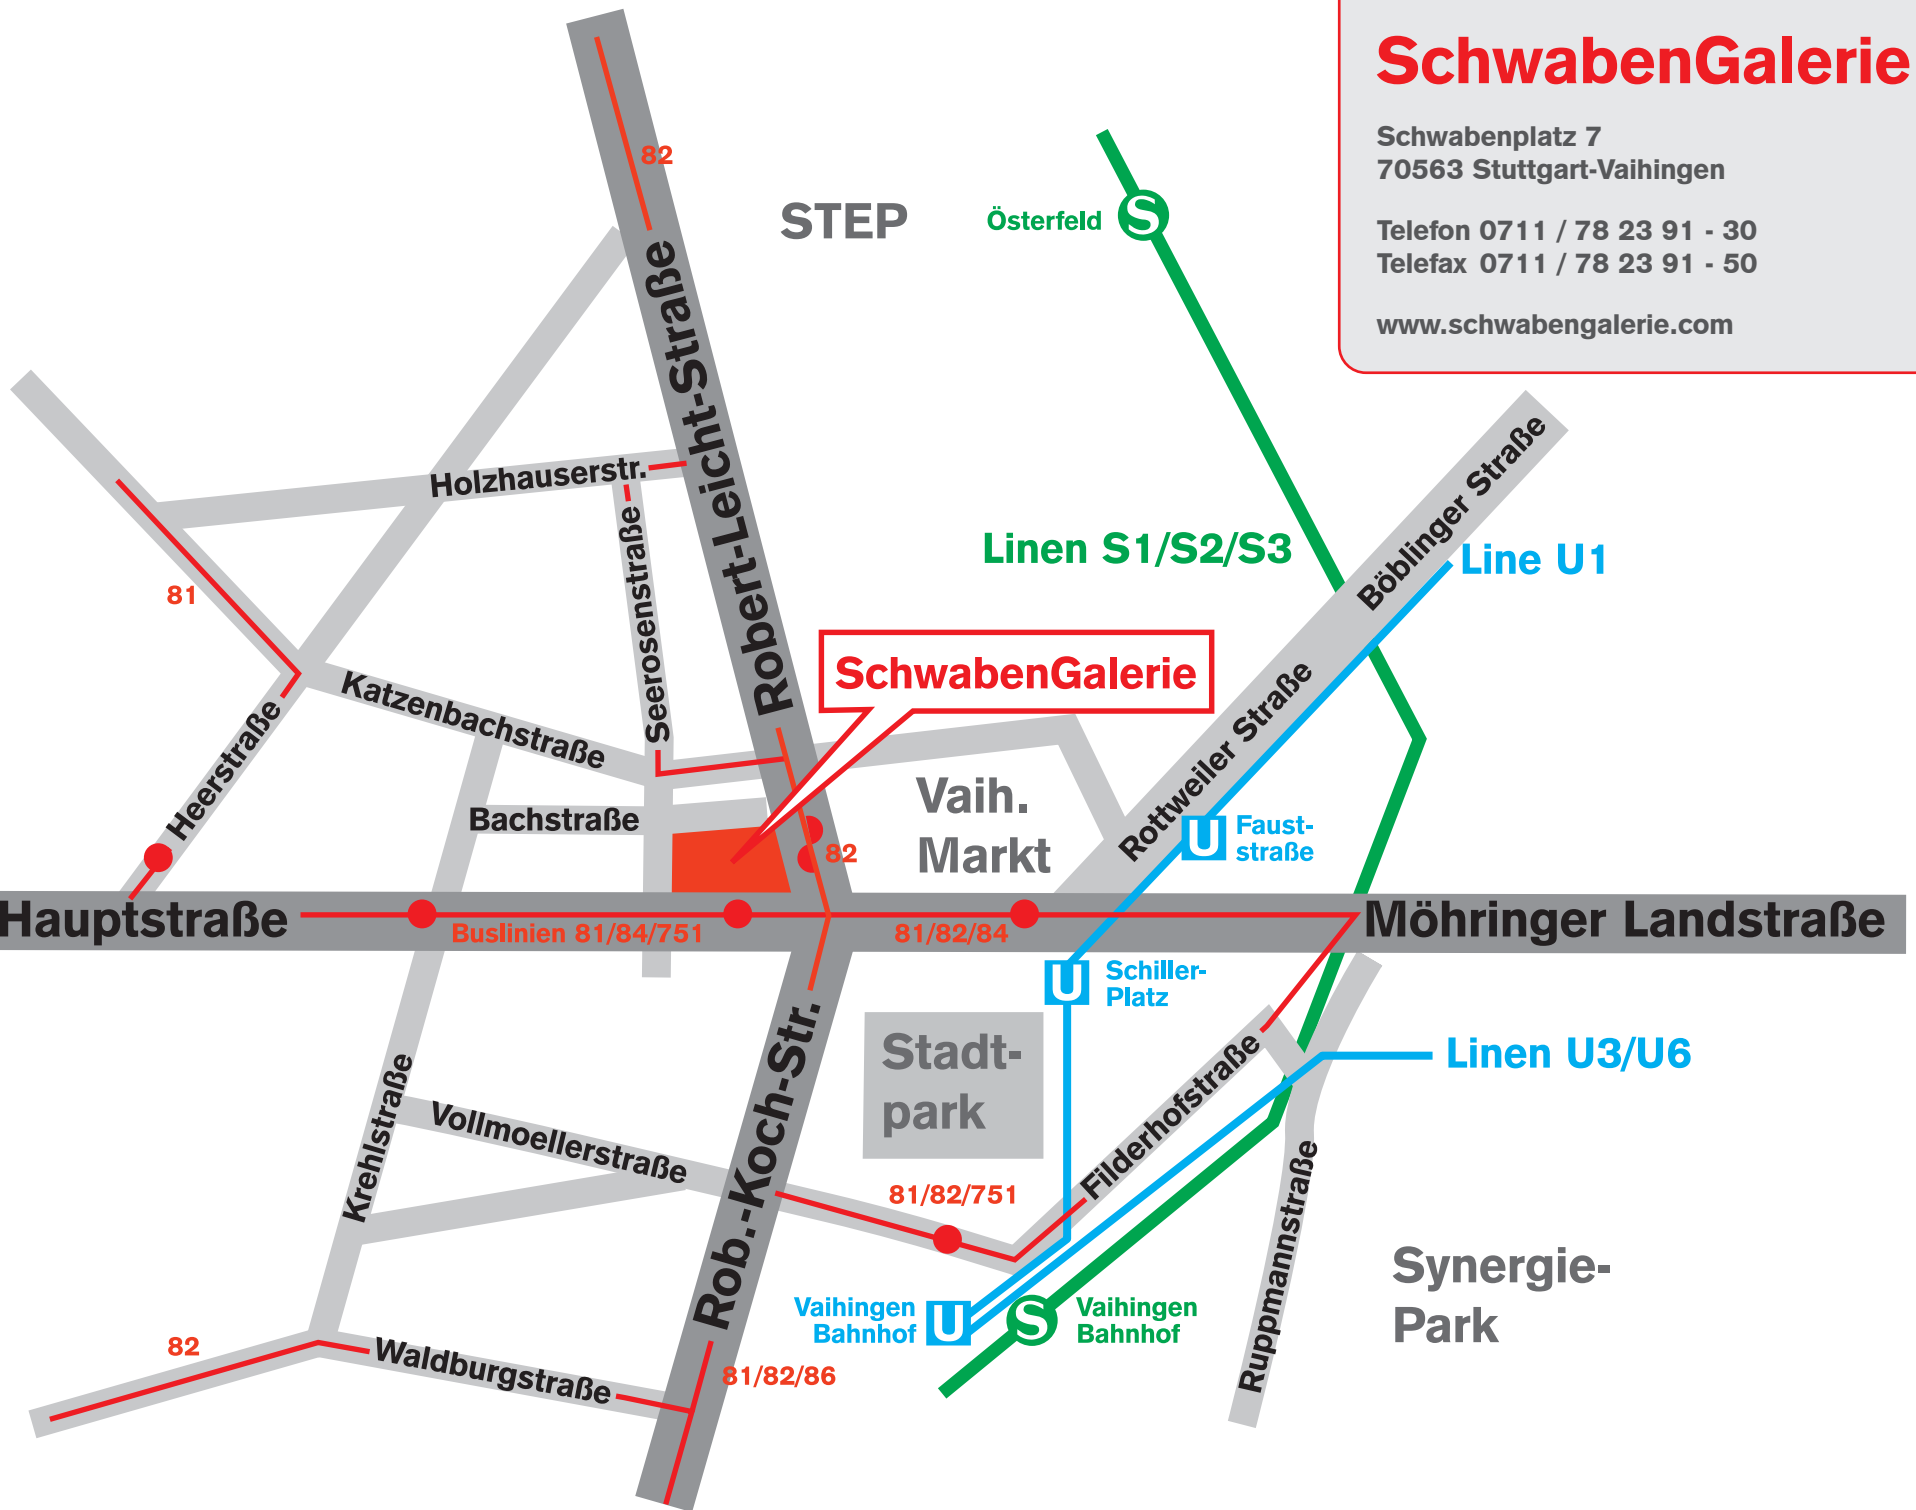 SchwabenGalerie
Schwabenplatz 7
70563 Stuttgart-Vaihingen
Telefon 0711 / 78 23 91 - 30
Telefax 0711 / 78 23 91 - 50
www.schwabengalerie.com
82
STEP
Österfeld
S
Robert-Leicht-Straße
Holzhauserstr.
Seerosenstraße
Linen S1/S2/S3
Böblinger Straße
Line U1
81
SchwabenGalerie
Katzenbachstraße
Rottweiler Straße
Heerstraße
Bachstraße
Vaih.
Markt
82
U
Faust-
straße
Hauptstraße
Buslinien 81/84/751
81/82/84
Möhringer Landstraße
U
Schiller-
Platz
Stadt-
park
Rob.-Koch-Str.
Linen U3/U6
Filderhofstraße
Krehlstraße
Vollmoellerstraße
81/82/751
Ruppmannstraße
Synergie-
Park
Vaihingen
Bahnhof
U
S
Vaihingen
Bahnhof
82
Waldburgstraße
81/82/86